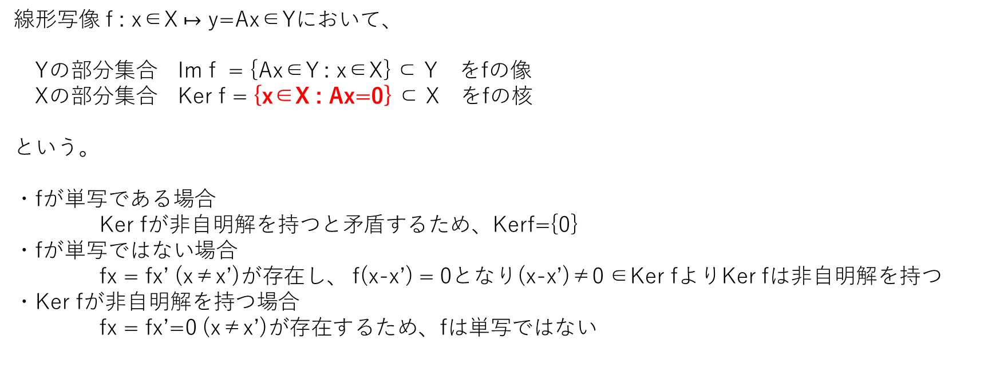 線形写像 f : x∈X ↦ y=Ax∈Yにおいて、
Yの部分集合　Im f = {Ax∈Y : x∈X} ⊂ Y　をfの像
Xの部分集合　Ker f = {x∈X : Ax=0} ⊂ X　をfの核
という。
・fが単写である場合
Ker fが非自明解を持つと矛盾するため、Kerf={0}
・fが単写ではない場合
fx = fx’ (x≠x’)が存在し、 f(x-x’) = 0となり(x-x’)≠0 ∈Ker fよりKer fは非自明解を持つ
・Ker fが非自明解を持つ場合
fx = fx’=0 (x≠x’)が存在するため、fは単写ではない